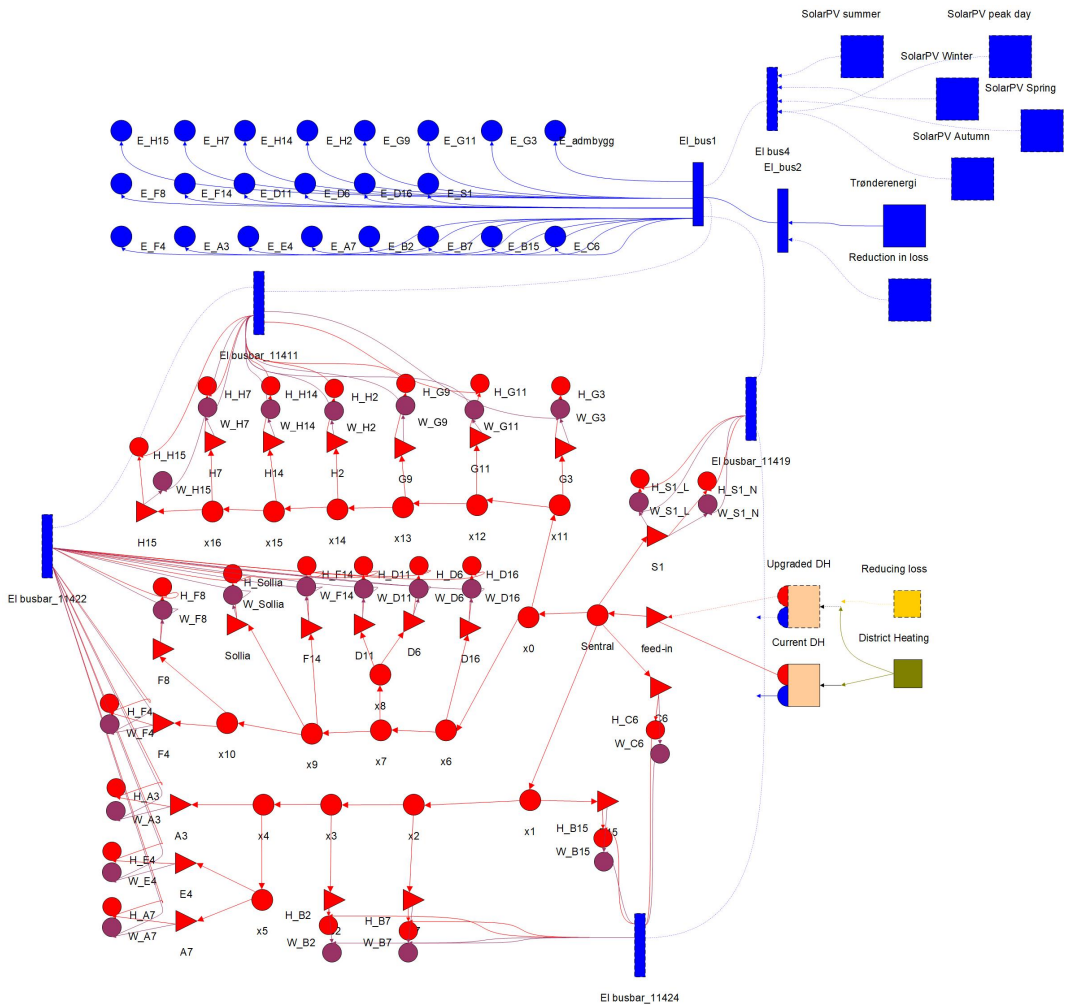 SolarPV summer
SolarPV peak day
SolarPV Winter
SolarPV Spring
SolarPV Autumn
El_bus1
El bus4
El_bus2
E_H15
E_H7
E_H14
E_H2
E_G9
E_G11
E_G3
E_admbygg
Trønderenergi
E_F8
E_F14
E_D11
E_D6
E_D16
E_S1
E_F4
E_A3
E_E4
E_A7
E_B2
E_B7
E_B15
E_C6
Reduction in loss
El busbar_11411
H_H7
H_H14
H_H2
H_G9
H_G11
H_G3
W_H7
W_H14
W_H2
W_G9
W_G11
W_G3
H_H15
El busbar_11419
H7
H14
H2
G9
G11
G3
H_S1_L
H_S1_N
W_H15
W_S1_L
W_S1_N
H15
x16
x15
x14
x13
x12
x11
S1
Upgraded DH
Reducing loss
H_F14
H_D11
H_D6
H_D16
H_Sollia
H_F8
W_F14
W_D11
W_D6
W_D16
W_Sollia
El busbar_11422
W_F8
Current DH
District Heating
x0
Sentral
feed-in
D6
F8
Sollia
F14
D11
D16
x8
H_F4
W_F4
H_C6
C6
W_C6
F4
x10
x9
x7
x6
H_A3
W_A3
A3
x4
x3
x2
x1
H_B15
15
W_B15
H_E4
W_E4
E4
x5
H_A7
W_A7
A7
H_B2
2
W_B2
H_B7
7
W_B7
El busbar_11424